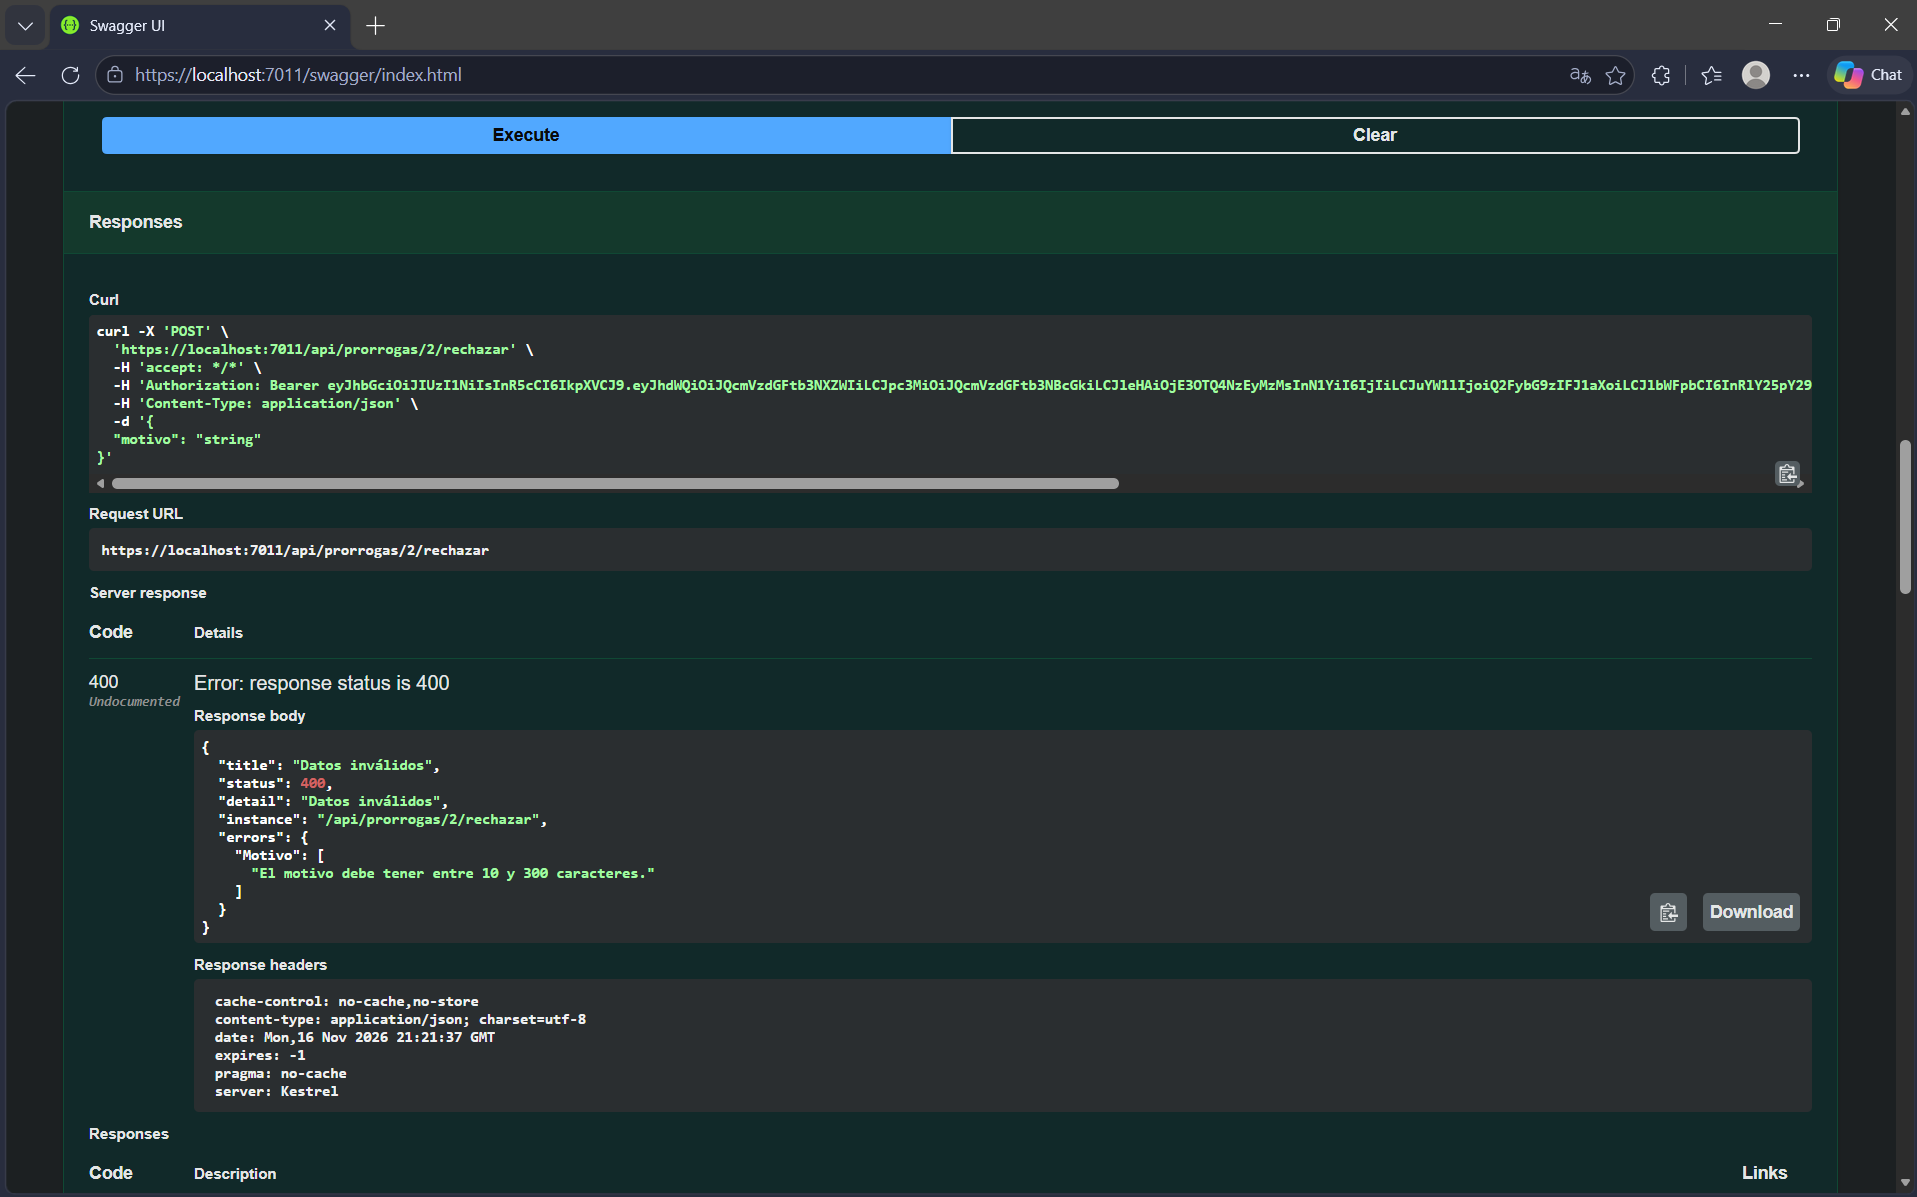 Swagger UI
https://localhost:7011/swagger/index.html
Chat
Execute
Clear
Responses
Curl
curl -X 'POST' \
'https://localhost:7011/api/prorrogas/2/rechazar' \
-H 'accept: */*' \
-H 'Authorization: Bearer eyJhbGciOiJIUzI1NiIsInR5cCI6IkpXVCJ9.eyJhdWQiOiJQcmVzdGFtb3NXZWIiLCJpc3MiOiJQcmVzdGFtb3NBcGkiLCJleHAiOjE3OTQ4NzEyMzMsInN1YiI6IjIiLCJuYW1lIjoiQ2FybG9zIFJ1aXoiLCJlbWFpbCI6InRlY25pY29
-H 'Content-Type: application/json' \
-d '{
"motivo": "string"
}'
Request URL
https://localhost:7011/api/prorrogas/2/rechazar
Server response
Code
Details
400
Undocumented
Error: response status is 400
Response body
{
"title": "Datos inválidos",
"status": 400,
"detail": "Datos inválidos",
"instance": "/api/prorrogas/2/rechazar",
"errors": {
"Motivo": [
"El motivo debe tener entre 10 y 300 caracteres."
]
}
}
Download
Response headers
cache-control: no-cache,no-store
content-type: application/json; charset=utf-8
date: Mon,16 Nov 2026 21:21:37 GMT
expires: -1
pragma: no-cache
server: Kestrel
Responses
Code
Description
Links